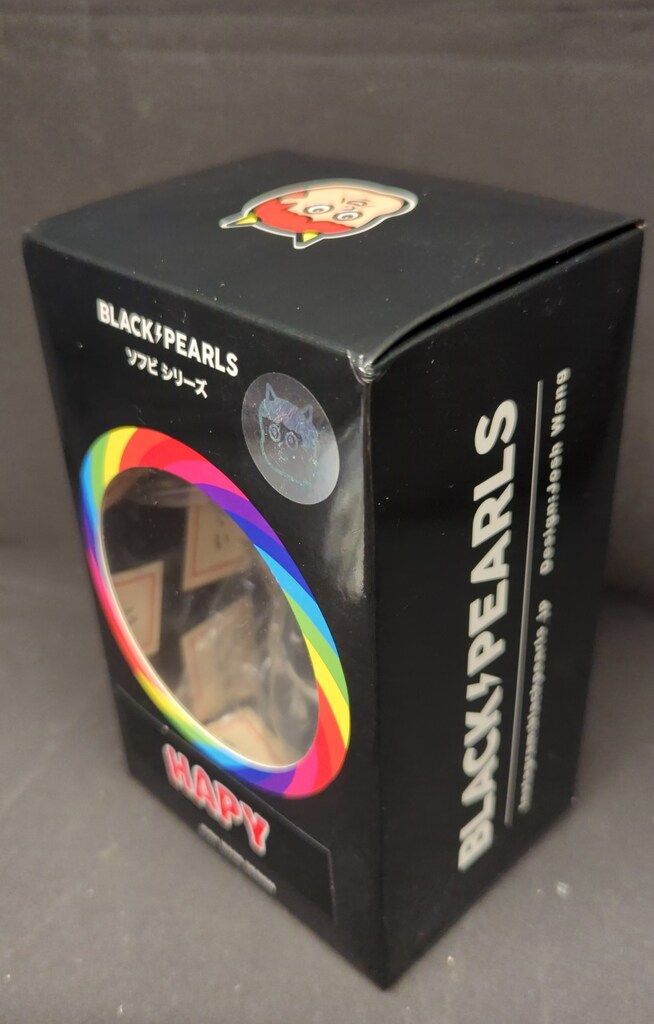 BLACK⚡PEARLS
ソフビ シリーズ
HAPY
BLACK⚡PEARLS
Design:Josh Wang